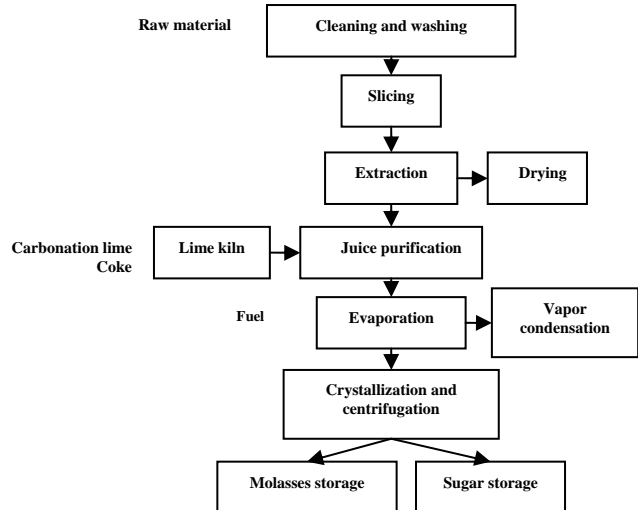 Raw material
Cleaning and washing
Slicing
Extraction
Drying
Carbonation lime
Coke
Lime kiln
Juice purification
Fuel
Evaporation
Vapor
condensation
Crystallization and
centrifugation
Molasses storage
Sugar storage